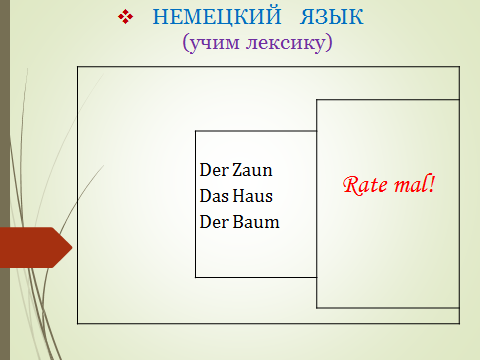 ❖ НЕМЕЦКИЙ ЯЗЫК
(учим лексику)
Der Zaun
Das Haus
Der Baum
Rate mal!